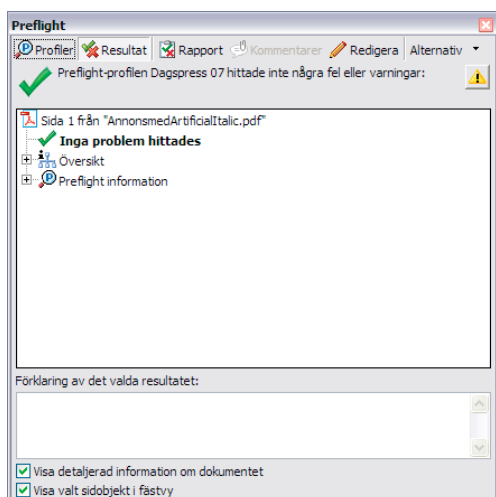 Preflight
Profiler Resultat Rapport Kommentarer Redigera Alternativ
Preflight-profilen Dagspress 07 hittade inte några fel eller varningar:
Sida 1 från "AnnonsmedArtificialItalic.pdf"
Inga problem hittades
Översikt
Preflight information
Förklaring av det valda resultatet:
Visa detaljerad information om dokumentet
Visa valt sidobjekt i fästvy